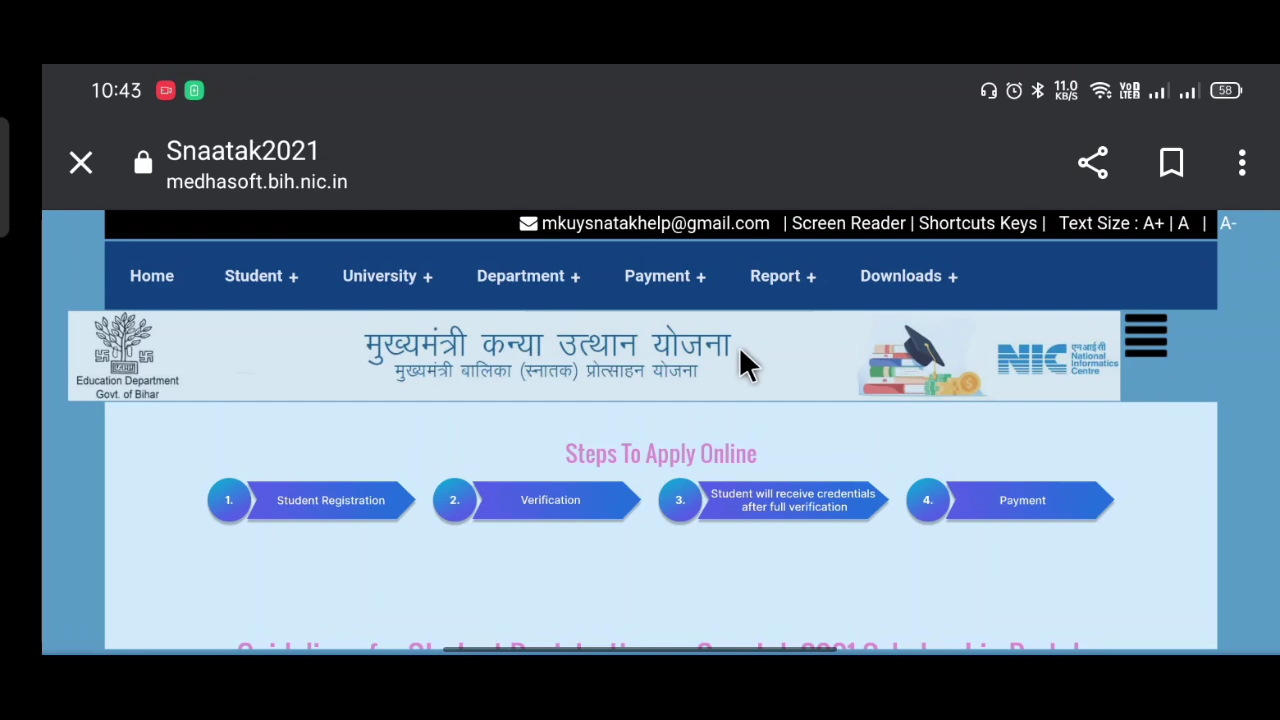 10:43
11.0
KB/S
VoD
LTE
58
Snaatak2021
medhasoft.bih.nic.in
mkuysnatakhelp@gmail.com | Screen Reader | Shortcuts Keys | Text Size : A+ | A | A-
Home Student + University + Department + Payment + Report + Downloads +
मुख्यमंत्री कन्या उत्थान योजना
मुख्यमंत्री बालिका (स्नातक) प्रोत्साहन योजना
Education Department
Govt. of Bihar
NIC
एनआईसी
National
Informatics
Centre
Steps To Apply Online
1. Student Registration
2. Verification
3. Student will receive credentials
after full verification
4. Payment